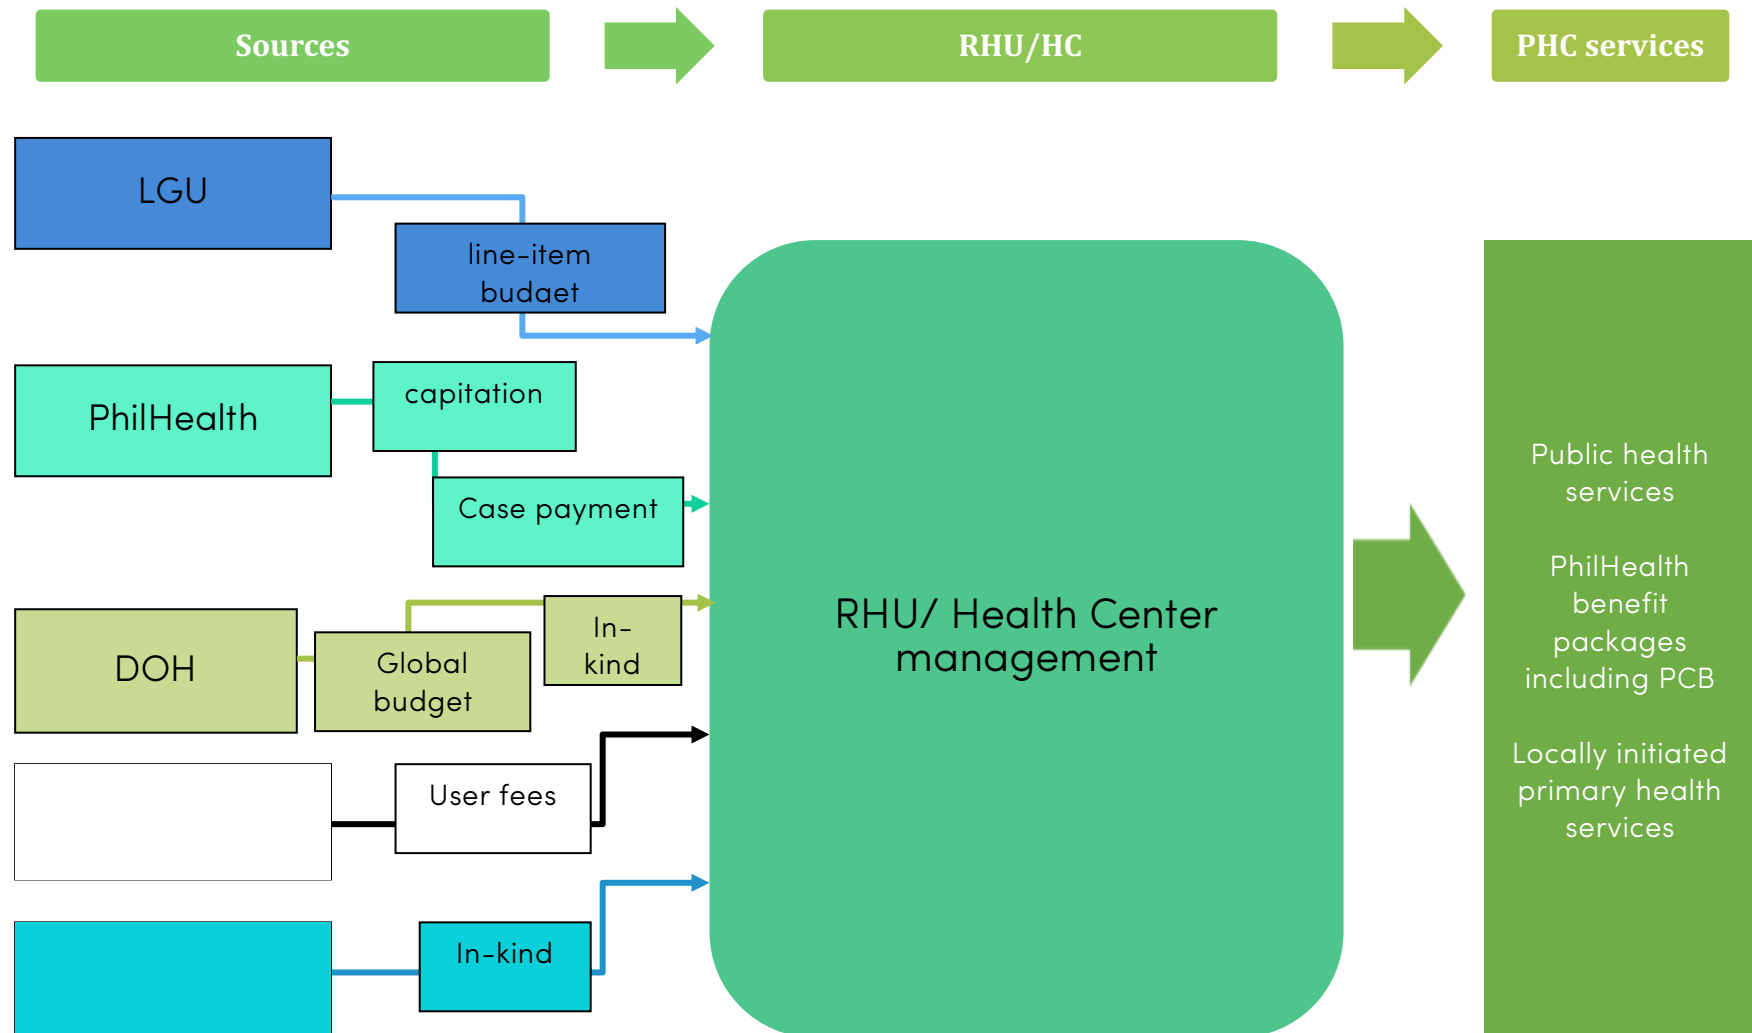 Sources
RHU/HC
PHC services
LGU
line-item
budget
PhilHealth
capitation
Case payment
DOH
Global
budget
In-
kind
User fees
In-kind
RHU/ Health Center
management
Public health
services
PhilHealth
benefit
packages
including PCB
Locally initiated
primary health
services